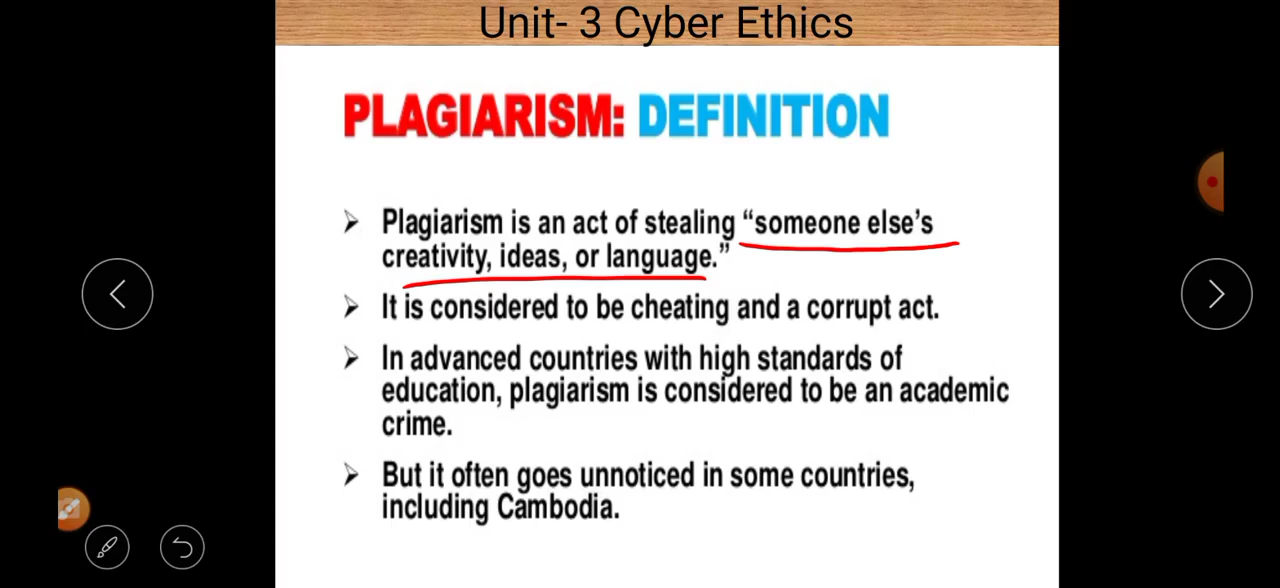 Unit- 3 Cyber Ethics
PLAGIARISM: DEFINITION
➢ Plagiarism is an act of stealing “someone else’s
creativity, ideas, or language.”
➢ It is considered to be cheating and a corrupt act.
➢ In advanced countries with high standards of
education, plagiarism is considered to be an academic
crime.
➢ But it often goes unnoticed in some countries,
including Cambodia.